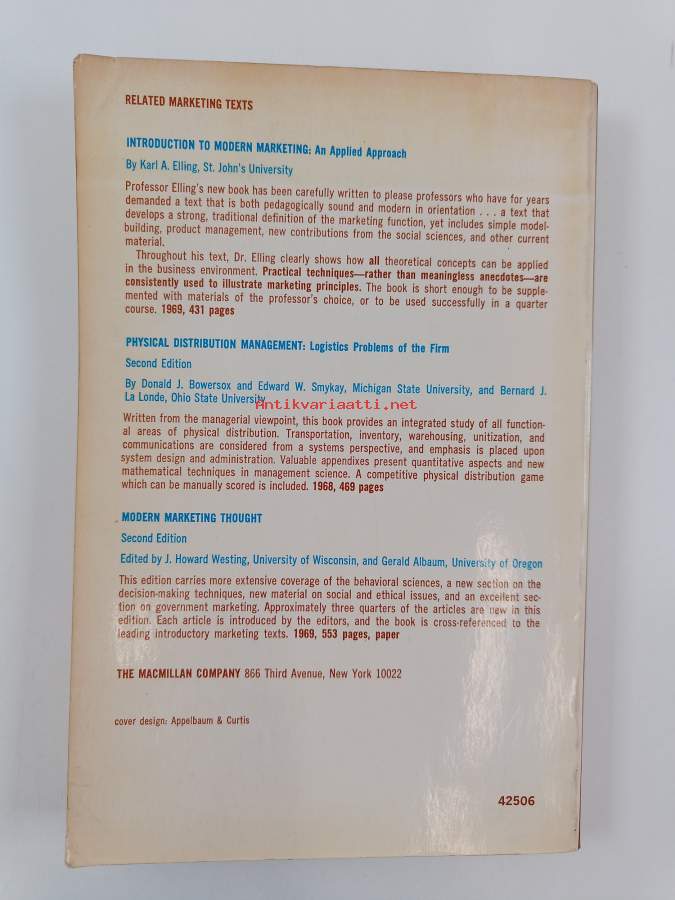 RELATED MARKETING TEXTS
INTRODUCTION TO MODERN MARKETING: An Applied Approach
By Karl A. Elling, St. John's University
Professor Elling's new book has been carefully written to please professors who have for years
demanded a text that is both pedagogically sound and modern in orientation . . . a text that
develops a strong, traditional definition of the marketing function, yet includes simple model-
building, product management, new contributions from the social sciences, and other current
material.
Throughout his text, Dr. Elling clearly shows how all theoretical concepts can be applied
in the business environment. Practical techniques—rather than meaningless anecdotes—are
consistently used to illustrate marketing principles. The book is short enough to be supple-
mented with materials of the professor's choice, or to be used successfully in a quarter
course. 1969, 431 pages
PHYSICAL DISTRIBUTION MANAGEMENT: Logistics Problems of the Firm
Second Edition
By Donald J. Bowersox and Edward W. Smykay, Michigan State University, and Bernard J.
La Londe, Ohio State University
Antikvariaatti.net
Written from the managerial viewpoint, this book provides an integrated study of all function-
al areas of physical distribution. Transportation, inventory, warehousing, unitization, and
communications are considered from a systems perspective, and emphasis is placed upon
system design and administration. Valuable appendixes present quantitative aspects and new
mathematical techniques in management science. A competitive physical distribution game
which can be manually scored is included. 1968, 469 pages
MODERN MARKETING THOUGHT
Second Edition
Edited by J. Howard Westing, University of Wisconsin, and Gerald Albaum, University of Oregon
This edition carries more extensive coverage of the behavioral sciences, a new section on the
decision-making techniques, new material on social and ethical issues, and an excellent sec-
tion on government marketing. Approximately three quarters of the articles are new in this
edition. Each article is introduced by the editors, and the book is cross-referenced to the
leading introductory marketing texts. 1969, 553 pages, paper
THE MACMILLAN COMPANY 866 Third Avenue, New York 10022
cover design: Appelbaum & Curtis
42506